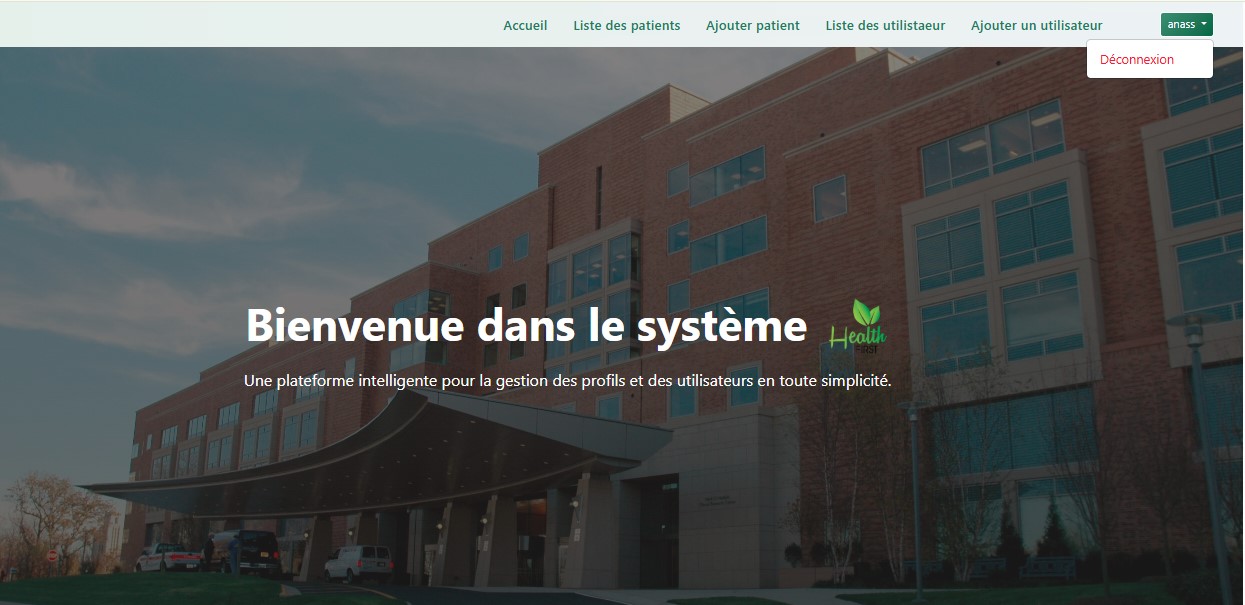 Accueil Liste des patients Ajouter patient Liste des utilistaeur Ajouter un utilisateur anass
Déconnexion
Bienvenue dans le système
Health
FIRST
Une plateforme intelligente pour la gestion des profils et des utilisateurs en toute simplicité.